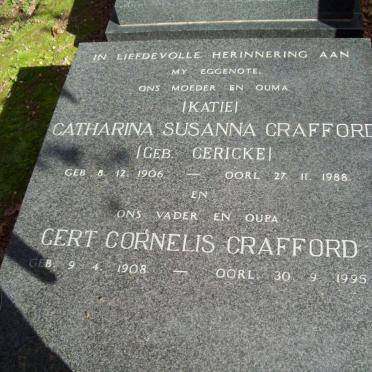 IN LIEFDEVOLLE HERINNERING AAN
MY EGGENOTE,
ONS MOEDER EN OUMA
(KATIE)
CATHARINA SUSANNA CRAFFORD
(GEB. GERICKE)
GEB. 8. 12. 1906. — OORL. 27. 11. 1988.
EN
ONS VADER EN OUPA
GERT CORNELIS CRAFFORD
GEB. 9. 4. 1908 — OORL. 30. 9. 1995